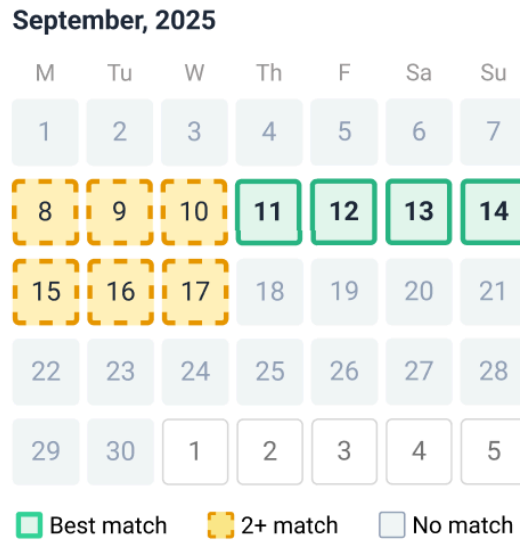 September, 2025
M Tu W Th F Sa Su
1 2 3 4 5 6 7
8 9 10 11 12 13 14
15 16 17 18 19 20 21
22 23 24 25 26 27 28
29 30 1 2 3 4 5
Best match 2+ match No match